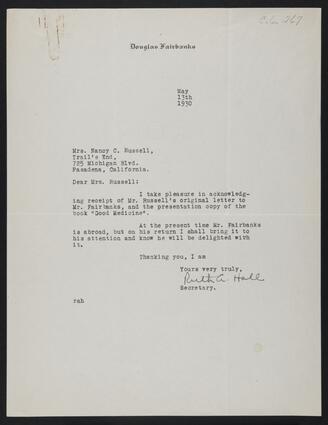 Douglas Fairbanks
May
13th
1930
Mrs. Nancy C. Russell,
Trail's End,
725 Michigan Blvd.
Pasadena, California.
Dear Mrs. Russell:
I take pleasure in acknowledg-
ing receipt of Mr. Russell's original letter to
Mr. Fairbanks, and the presentation copy of the
book "Good Medicine".
At the present time Mr. Fairbanks
is abroad, but on his return I shall bring it to
his attention and know he will be delighted with
it.
Thanking you, I am
Yours very truly,
Ruth A. Hall
Secretary.
rah